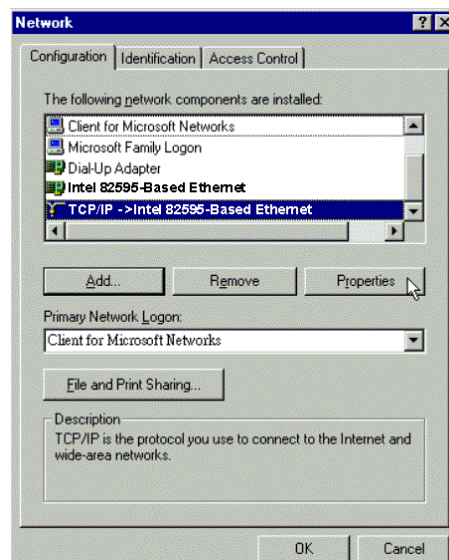 Network
Configuration Identification Access Control
The following network components are installed:
Client for Microsoft Networks
Microsoft Family Logon
Dial-Up Adapter
Intel 82595-Based Ethernet
TCP/IP ->Intel 82595-Based Ethernet
Add... Remove Properties
Primary Network Logon:
Client for Microsoft Networks
File and Print Sharing...
Description
TCP/IP is the protocol you use to connect to the Internet and
wide-area networks.
OK Cancel